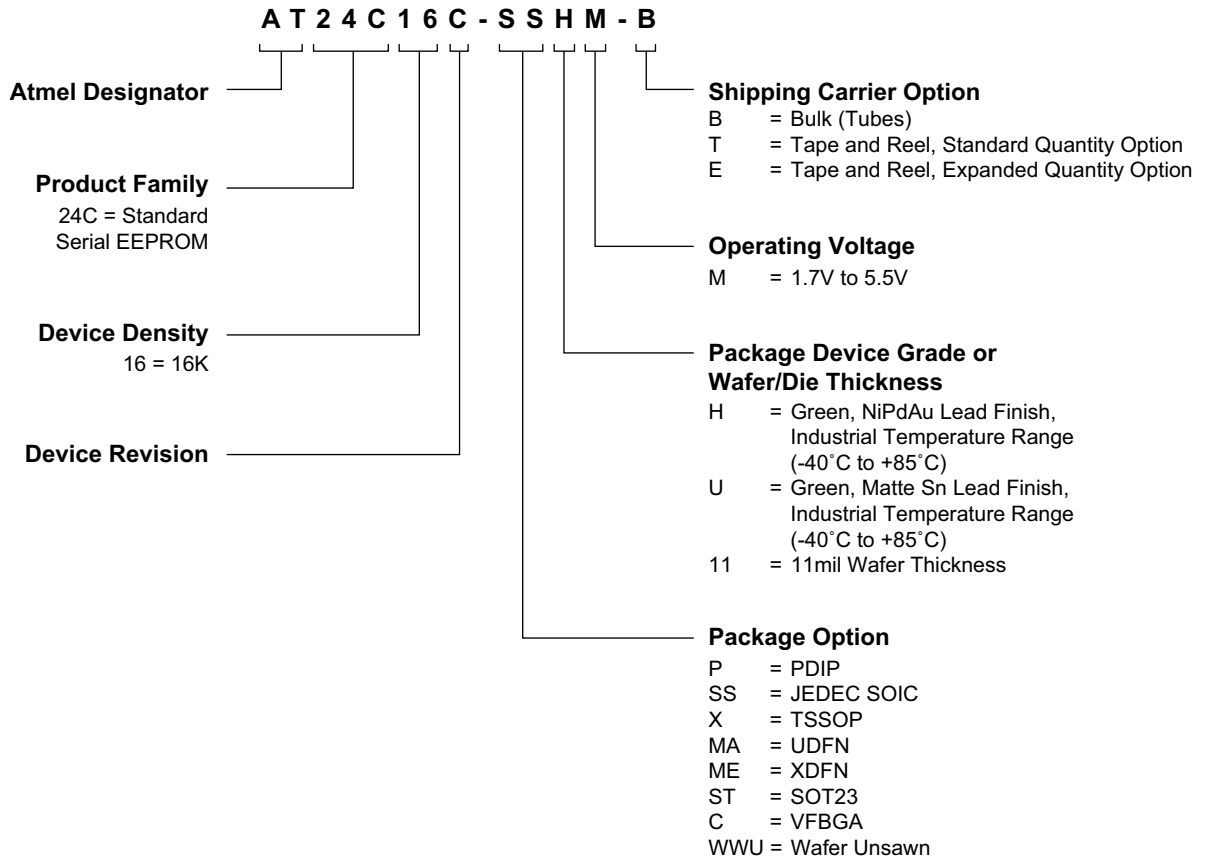 A T 2 4 C 1 6 C - S S H M - B
Atmel Designator
Product Family
24C = Standard
Serial EEPROM
Device Density
16 = 16K
Device Revision
Shipping Carrier Option
B = Bulk (Tubes)
T = Tape and Reel, Standard Quantity Option
E = Tape and Reel, Expanded Quantity Option
Operating Voltage
M = 1.7V to 5.5V
Package Device Grade or
Wafer/Die Thickness
H = Green, NiPdAu Lead Finish,
Industrial Temperature Range
(-40˚C to +85˚C)
U = Green, Matte Sn Lead Finish,
Industrial Temperature Range
(-40˚C to +85˚C)
11 = 11mil Wafer Thickness
Package Option
P = PDIP
SS = JEDEC SOIC
X = TSSOP
MA = UDFN
ME = XDFN
ST = SOT23
C = VFBGA
WWU = Wafer Unsawn